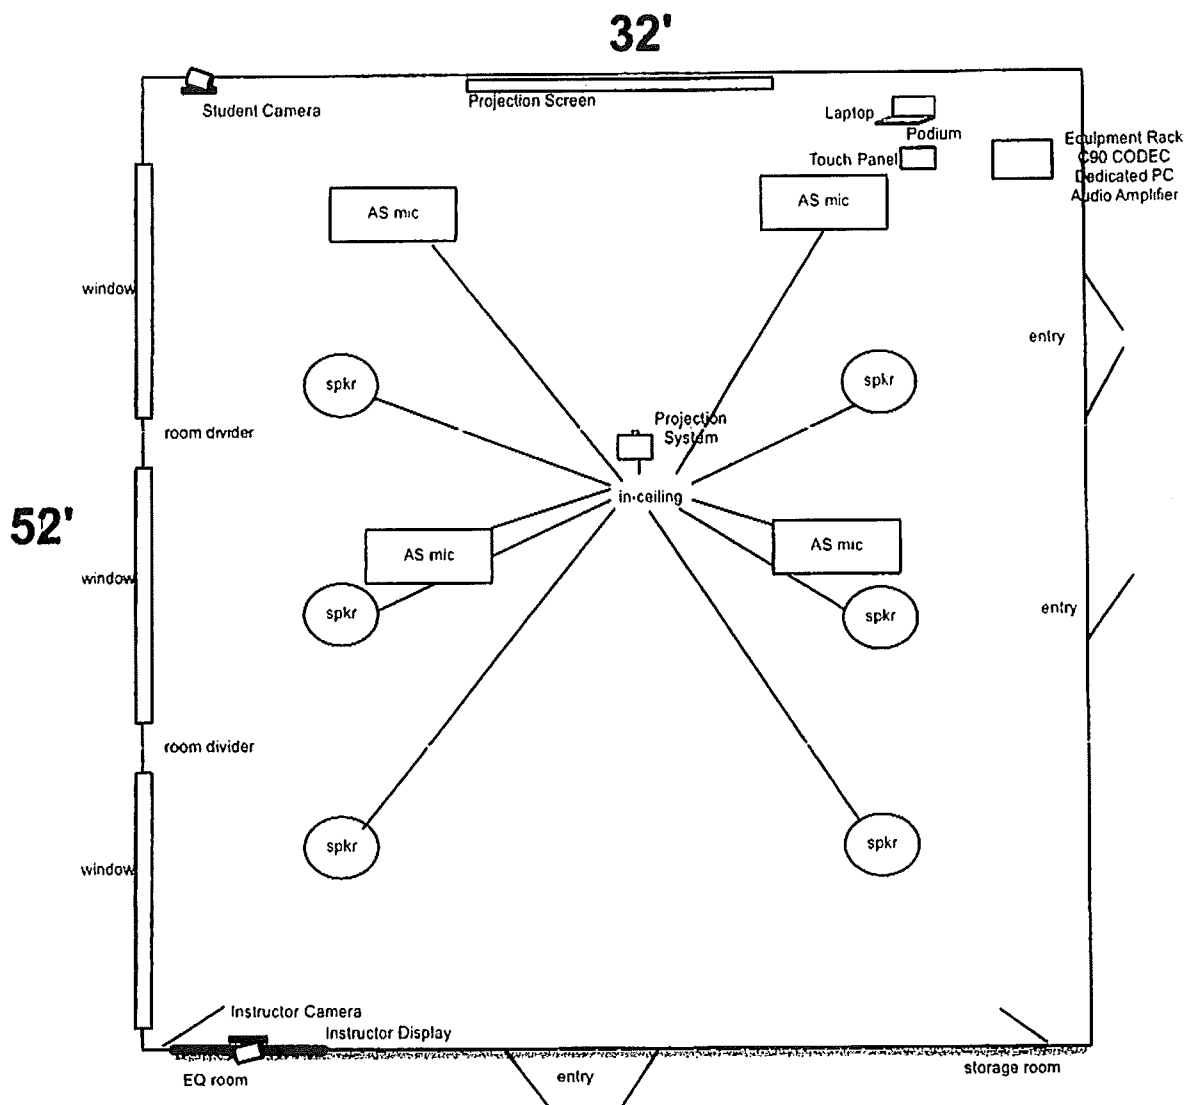 32'
Student Camera
Projection Screen
Laptop
Podium
Touch Panel
Equipment Rack
C90 CODEC
Dedicated PC
Audio Amplifier
AS mic
AS mic
window
entry
spkr
spkr
room divider
Projection
System
in-ceiling
52'
AS mic
AS mic
window
entry
spkr
spkr
room divider
spkr
spkr
window
Instructor Camera
Instructor Display
EQ room
entry
storage room